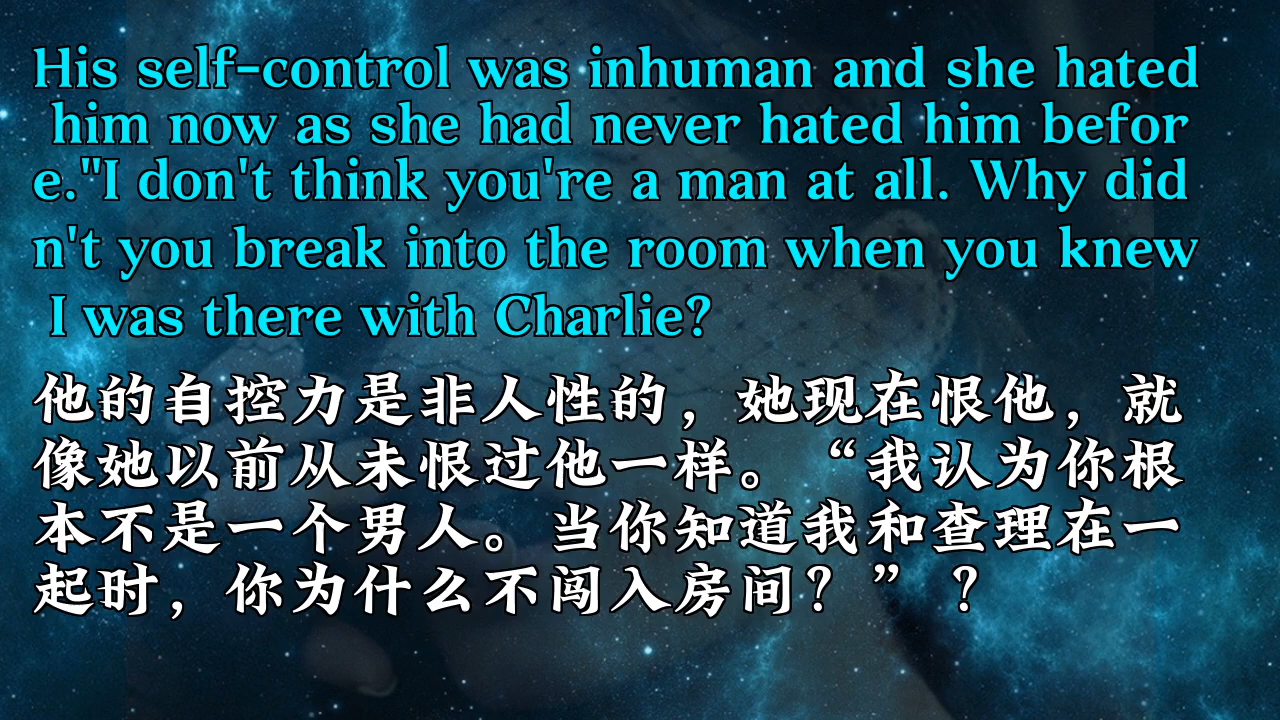 His self-control was inhuman and she hated
him now as she had never hated him befor
e."I don't think you're a man at all. Why did
n't you break into the room when you knew
I was there with Charlie?
他的自控力是非人性的，她现在恨他，就
像她以前从未恨过他一样。“我认为你根
本不是一个男人。当你知道我和查理在一
起时，你为什么不闯入房间？” ？